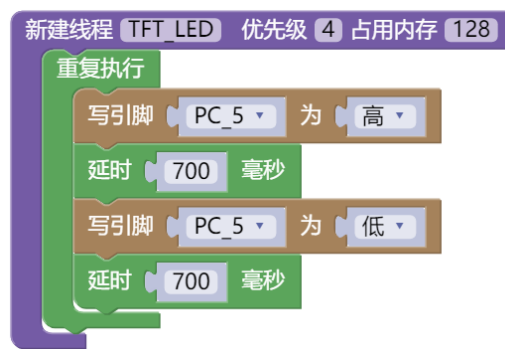 新建线程 TFT_LED 优先级 4 占用内存 128
重复执行
写引脚 PC_5 为 高
延时 700 毫秒
写引脚 PC_5 为 低
延时 700 毫秒